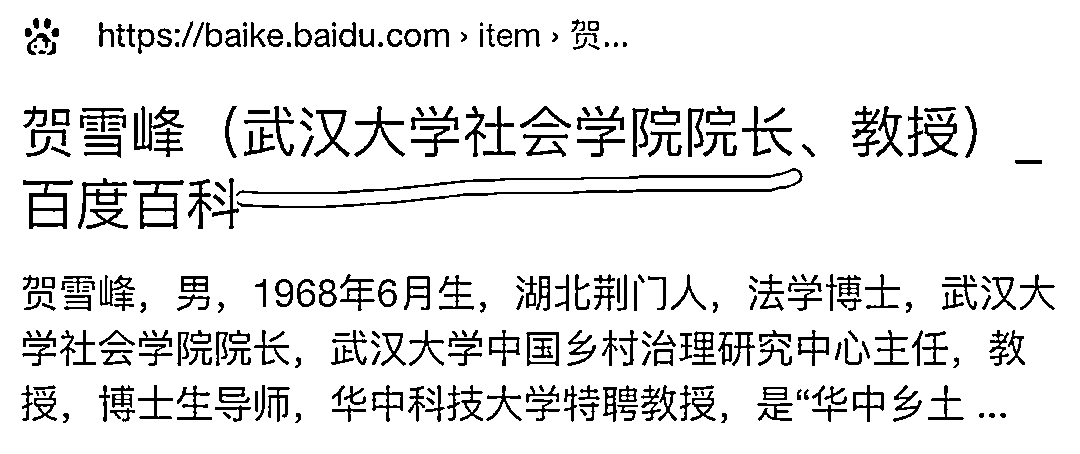 https://baike.baidu.com › item › 贺...
贺雪峰（武汉大学社会学院院长、教授）_
百度百科
贺雪峰，男，1968年6月生，湖北荆门人，法学博士，武汉大
学社会学院院长，武汉大学中国乡村治理研究中心主任，教
授，博士生导师，华中科技大学特聘教授，是“华中乡土 ...